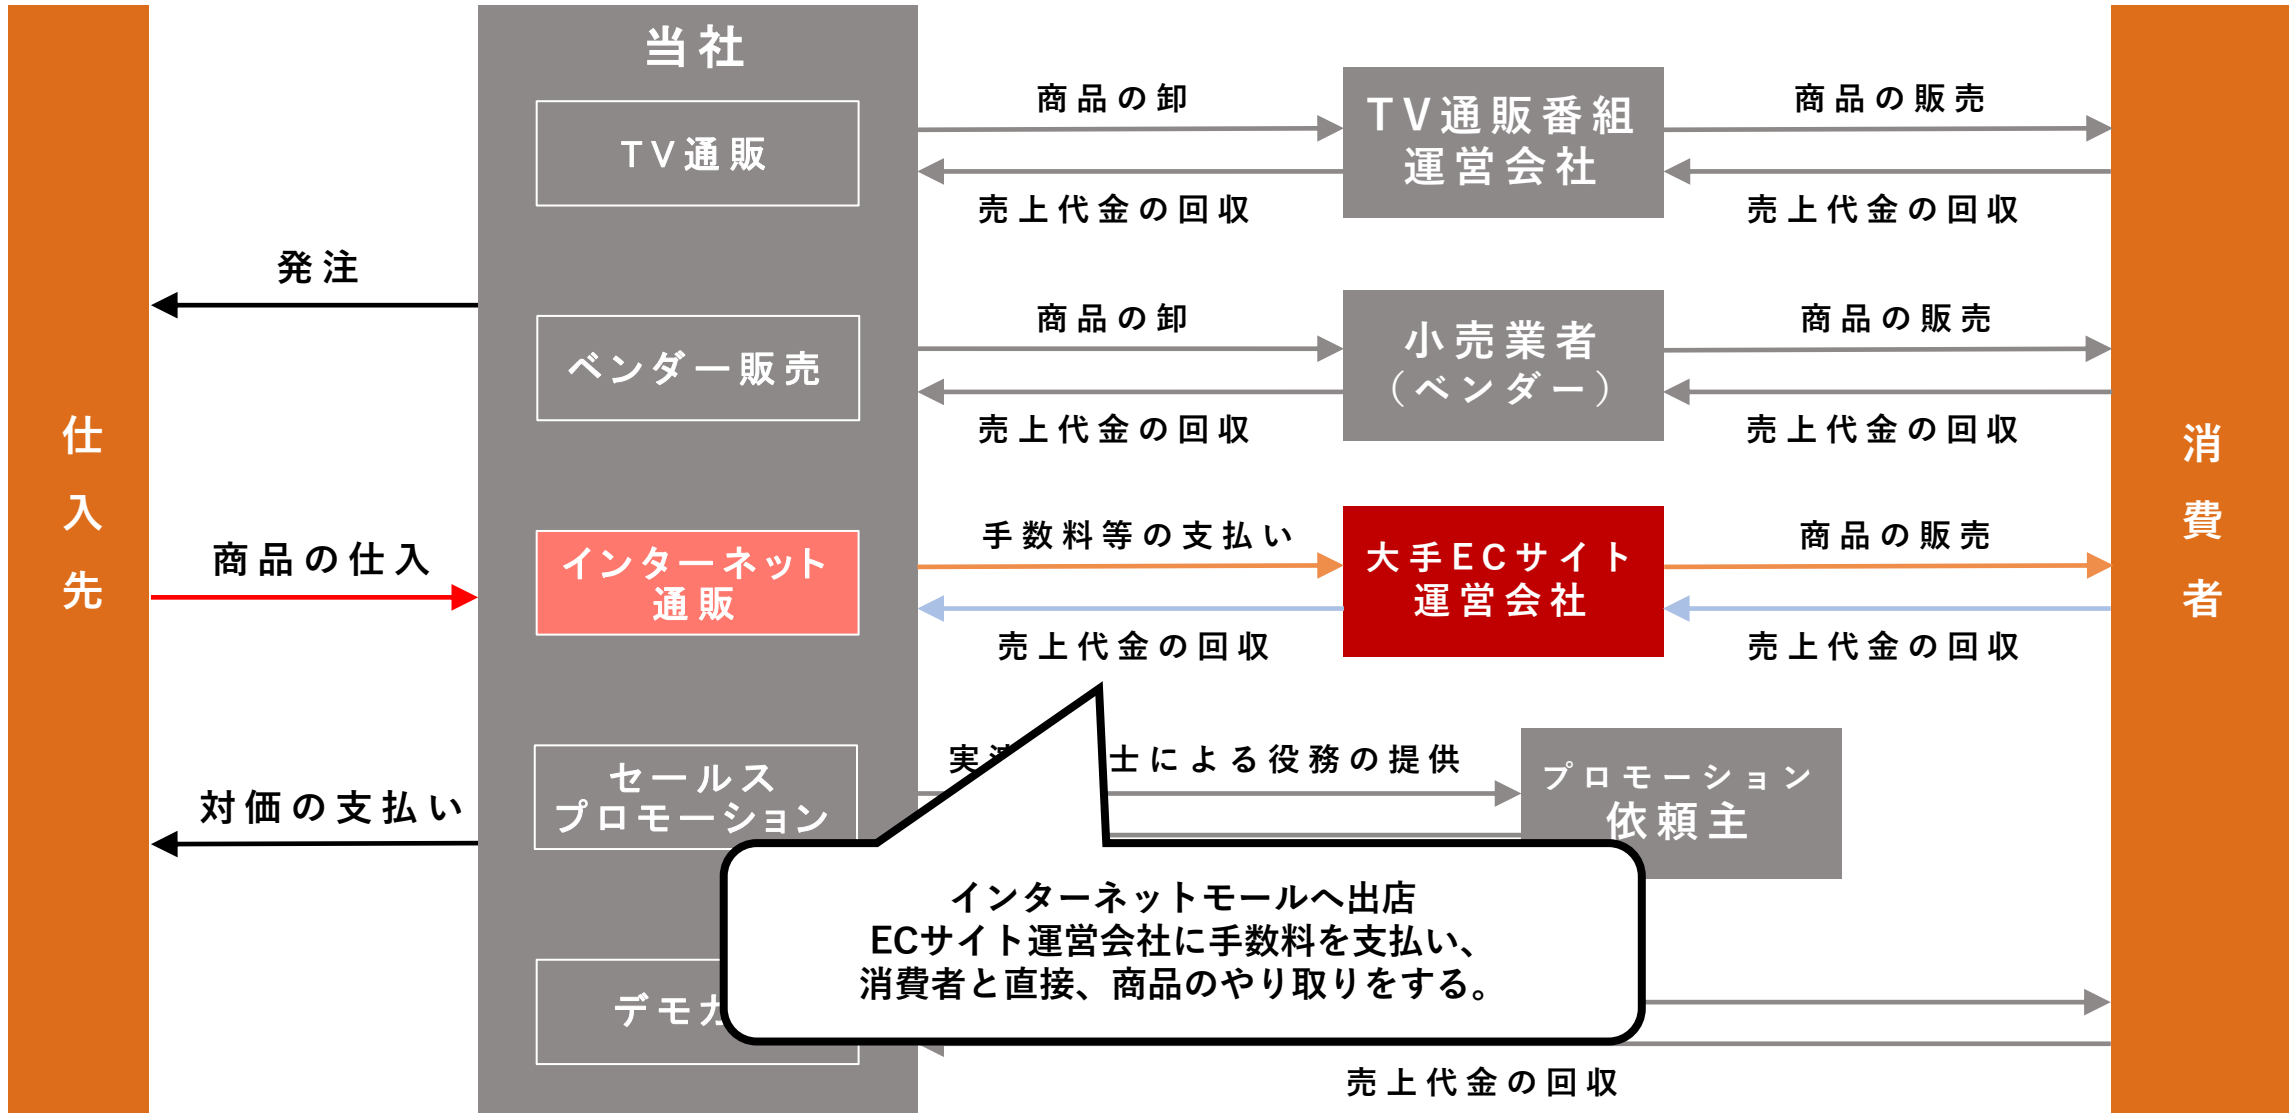 当社
仕入先
発注
商品の仕入
対価の支払い
TV通販
商品の卸
売上代金の回収
TV通販番組
運営会社
商品の販売
売上代金の回収
ベンダー販売
商品の卸
売上代金の回収
小売業者
（ベンダー）
商品の販売
売上代金の回収
インターネット
通販
手数料等の支払い
売上代金の回収
大手ECサイト
運営会社
商品の販売
売上代金の回収
セールス
プロモーション
士による役務の提供
プロモーション
依頼主
デモカ
売上代金の回収
インターネットモールへ出店
ECサイト運営会社に手数料を支払い、
消費者と直接、商品のやり取りをする。
消費者